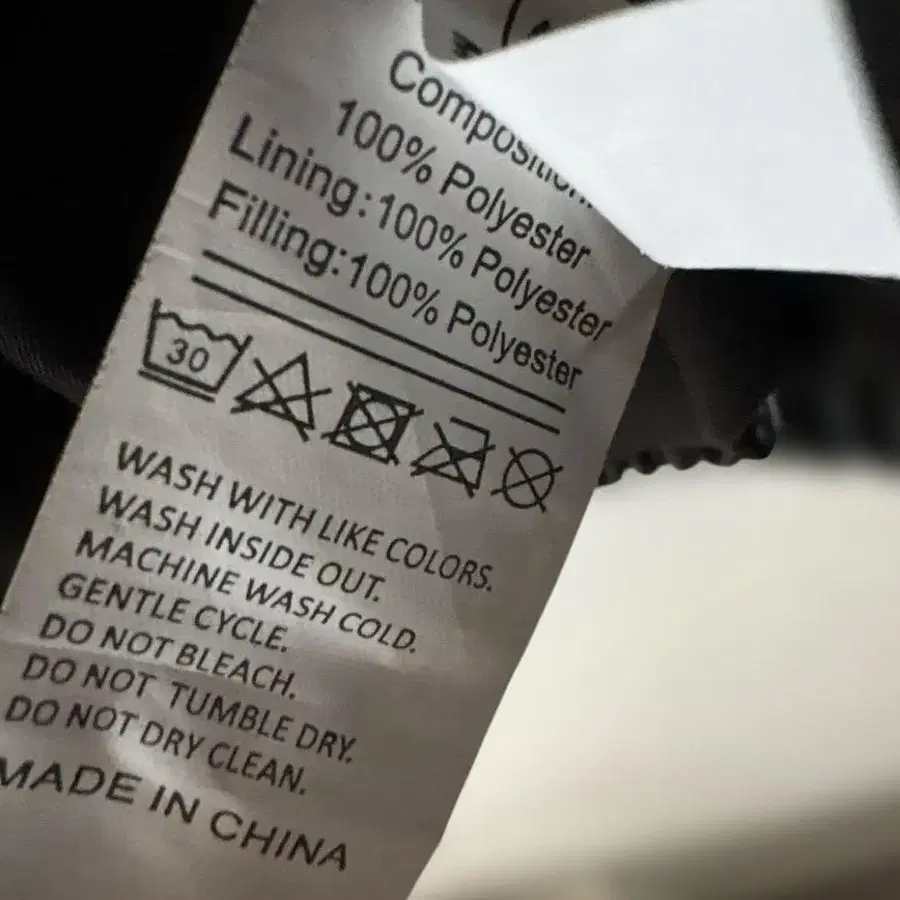 Composition:
100% Polyester
Lining:100% Polyester
Filling:100% Polyester
30
WASH WITH LIKE COLORS.
WASH INSIDE OUT.
MACHINE WASH COLD.
GENTLE CYCLE.
DO NOT BLEACH.
DO NOT TUMBLE DRY.
DO NOT DRY CLEAN.
MADE IN CHINA